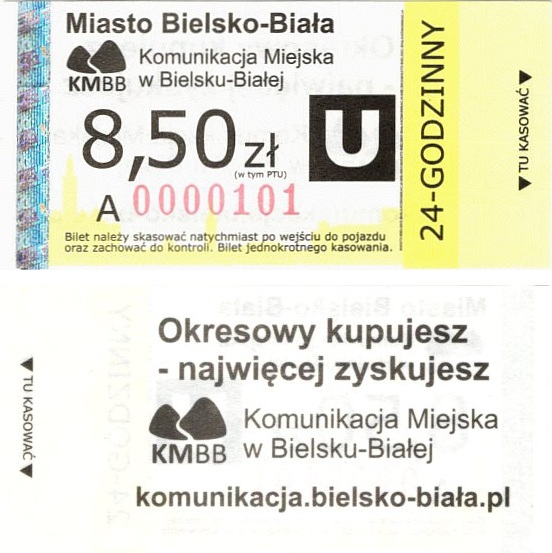 Miasto Bielsko-Biała
KMBB
Komunikacja Miejska
w Bielsku-Białej
8,50 zł
(w tym PTU)
U
A 0000101
Bilet należy skasować natychmiast po wejściu do pojazdu
oraz zachować do kontroli. Bilet jednokrotnego kasowania.
24-GODZINNY
▼ TU KASOWAĆ ▼
Okresowy kupujesz
- najwięcej zyskujesz
KMBB
Komunikacja Miejska
w Bielsku-Białej
komunikacja.bielsko-biała.pl
▼ TU KASOWAĆ ▼